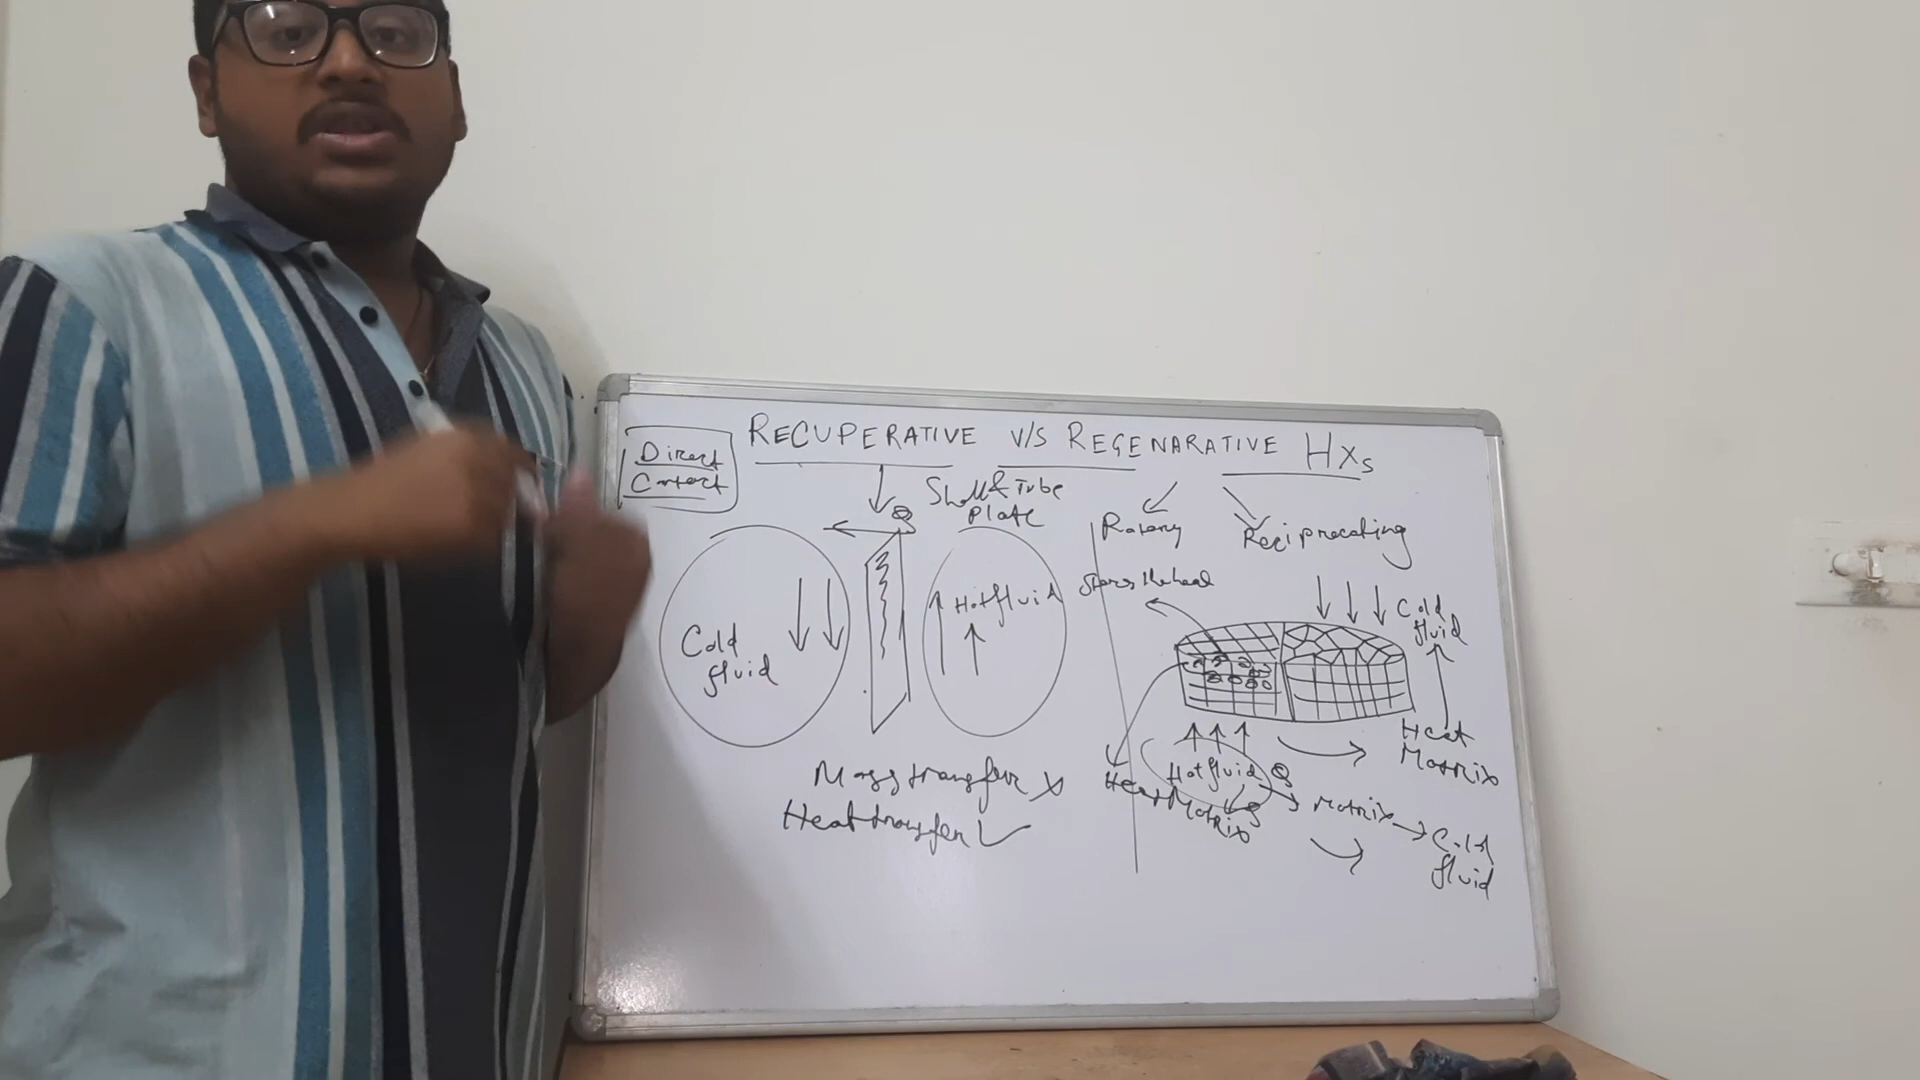 RECUPERATIVE V/S REGENARATIVE HXs
Direct
Contact
Shell & Tube
Plate
Q
Cold
fluid
Hot fluid
Mass transfer X
Heat transfer ✓
Rotary
Reciprocating
Stores the heat
Cold
fluid
Heat
Matrix
Hot fluid
Q
Heat Matrix
Q
Matrix
Cold
fluid